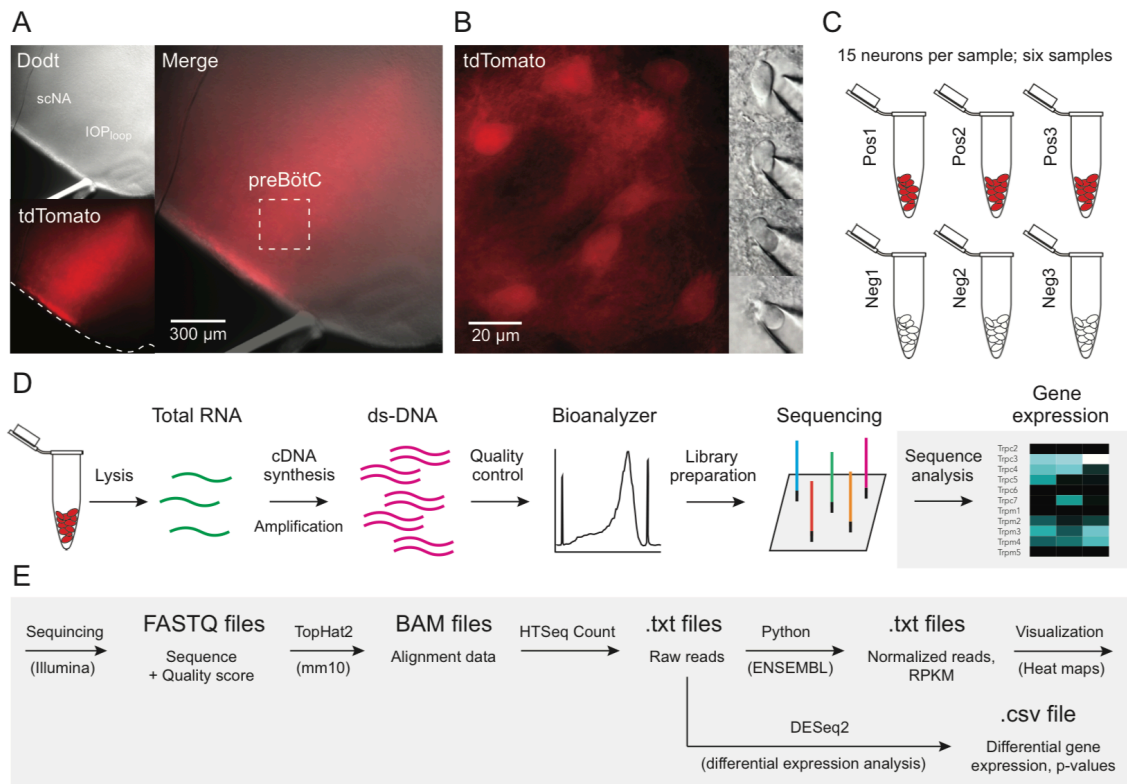 A
Dodt
scNA
IOPloop
tdTomato
Merge
preBötC
300 µm
B
tdTomato
20 µm
C
15 neurons per sample; six samples
Pos1
Pos2
Pos3
Neg1
Neg2
Neg3
D
Lysis
Total RNA
cDNA
synthesis
Amplification
ds-DNA
Quality
control
Bioanalyzer
Library
preparation
Sequencing
Sequence
analysis
Gene
expression
Trpc2
Trpc3
Trpc4
Trpc5
Trpc6
Trpc7
Trpm1
Trpm2
Trpm3
Trpm4
Trpm5
E
Sequincing
(Illumina)
FASTQ files
Sequence
+ Quality score
TopHat2
(mm10)
BAM files
Alignment data
HTSeq Count
.txt files
Raw reads
Python
(ENSEMBL)
.txt files
Normalized reads,
RPKM
Visualization
(Heat maps)
DESeq2
(differential expression analysis)
.csv file
Differential gene
expression, p-values